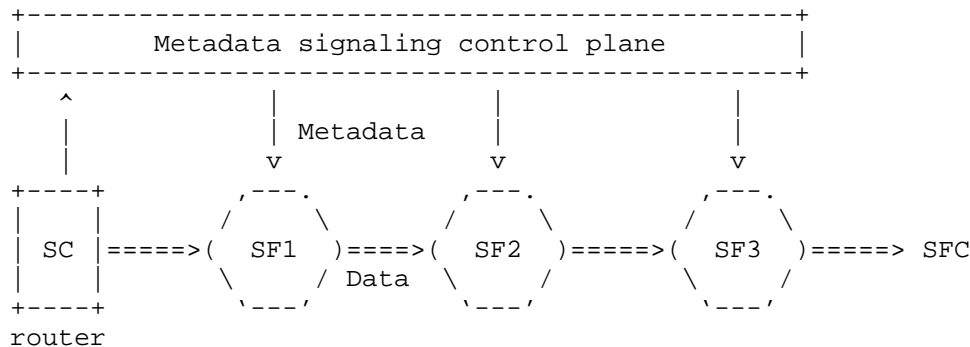 Metadata signaling control plane
Metadata
SC =====>( SF1 )====>( SF2 )=====>( SF3 )=====> SFC
Data
router